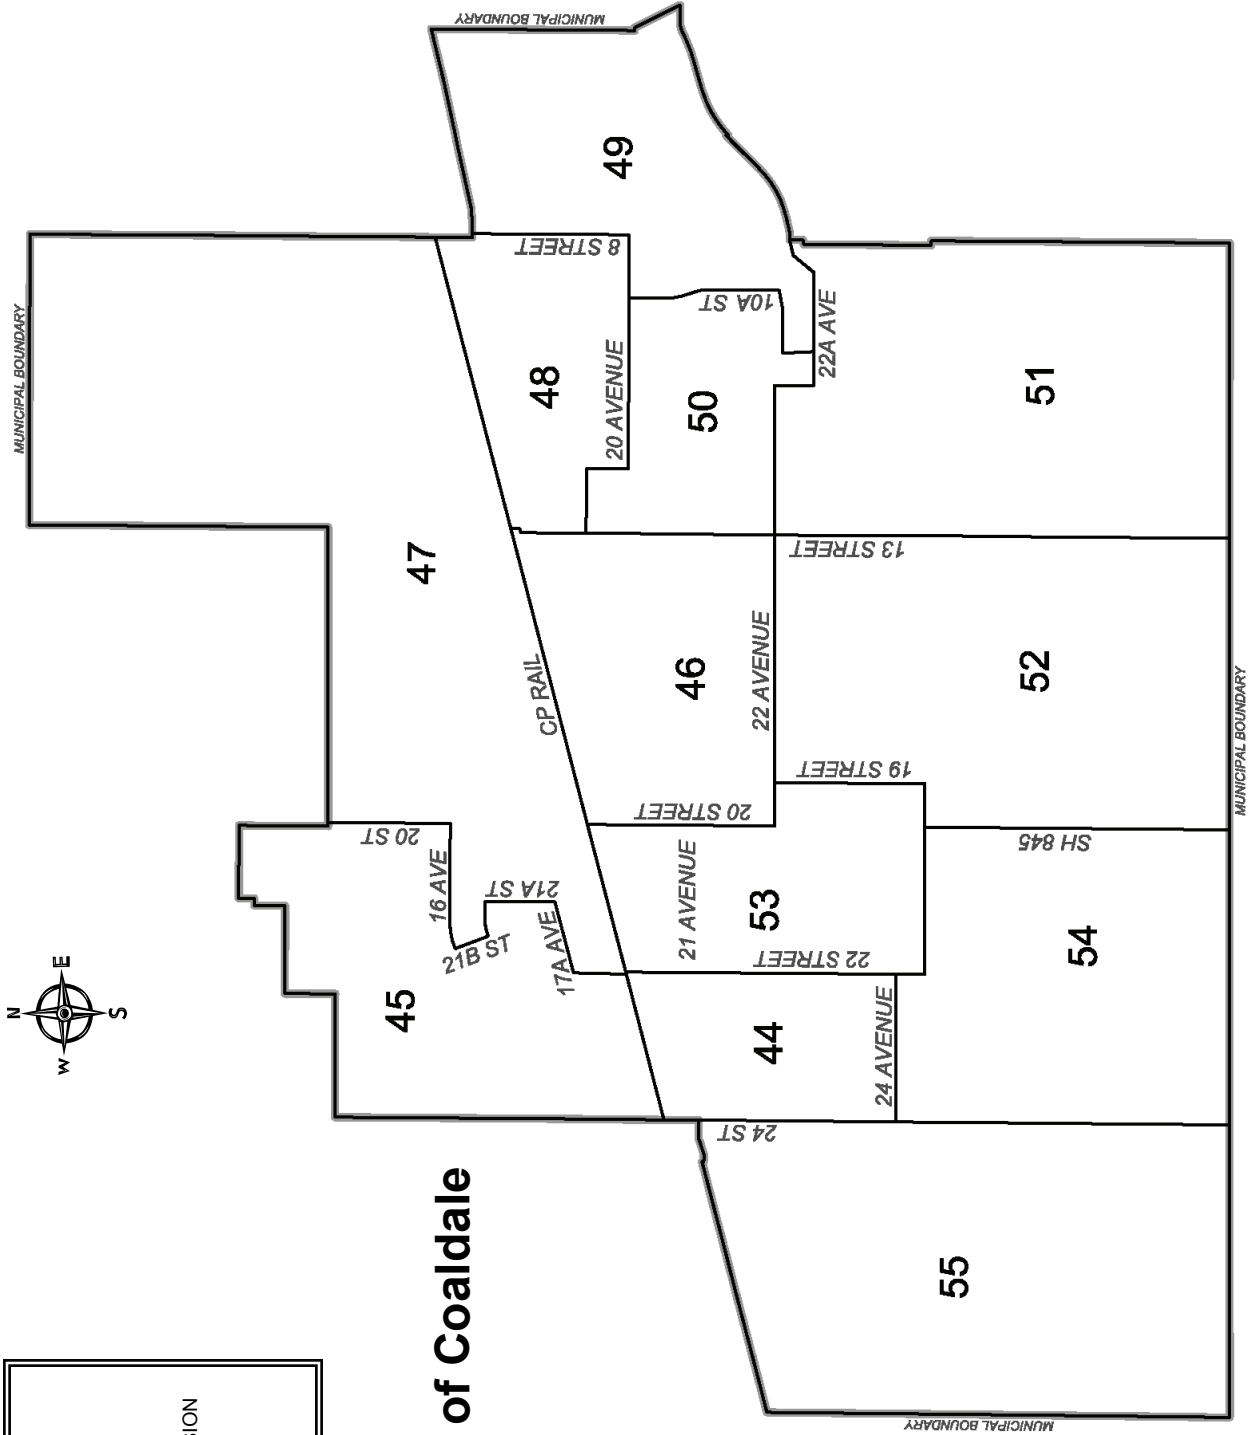 MUNICIPAL BOUNDARY
MUNICIPAL BOUNDARY
49
8 STREET
10A ST
20 AVENUE
22A AVE
48
50
51
47
13 STREET
CP RAIL
46
22 AVENUE
52
MUNICIPAL BOUNDARY
19 STREET
20 STREET
20 ST
SH 845
16 AVE
21A ST
21 AVENUE
21B ST
17A AVE
53
22 STREET
54
N
E
S
W
45
44
24 AVENUE
24 ST
of Coaldale
55
SION
MUNICIPAL BOUNDARY